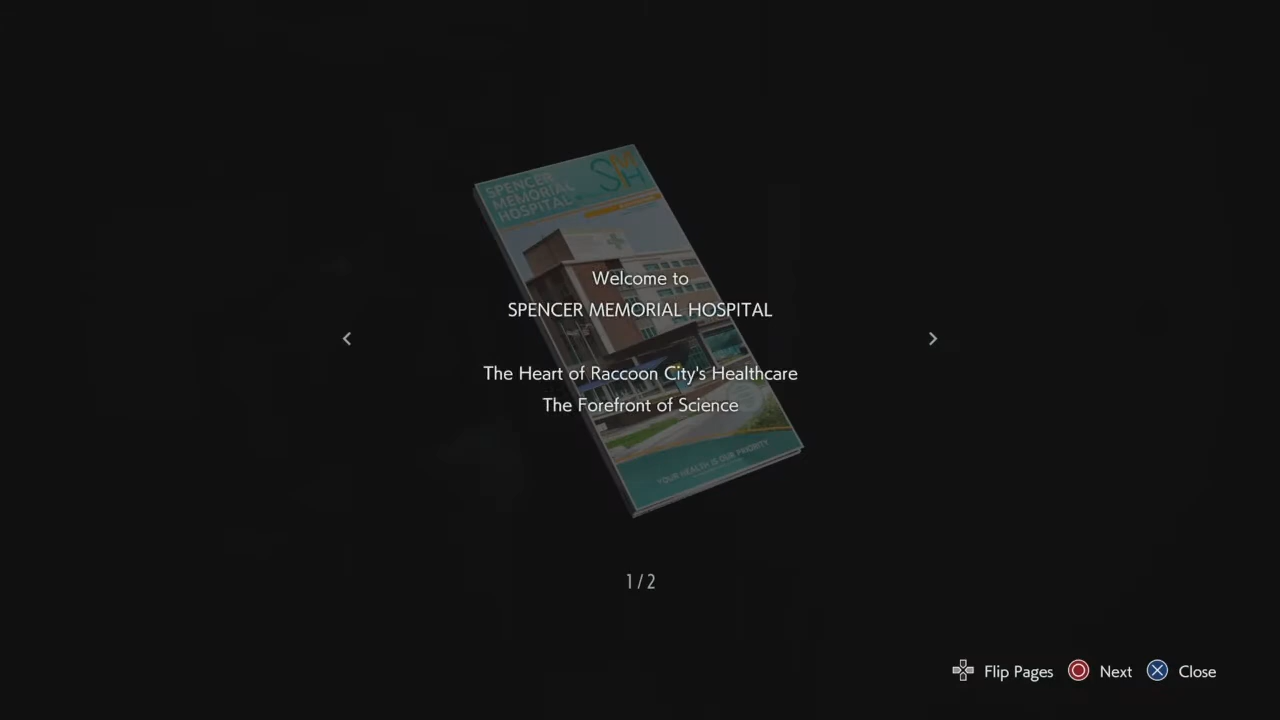 SPENCER
MEMORIAL
HOSPITAL
SMH
Welcome to
SPENCER MEMORIAL HOSPITAL
The Heart of Raccoon City's Healthcare
The Forefront of Science
YOUR HEALTH IS OUR PRIORITY
1 / 2
Flip Pages
Next
Close